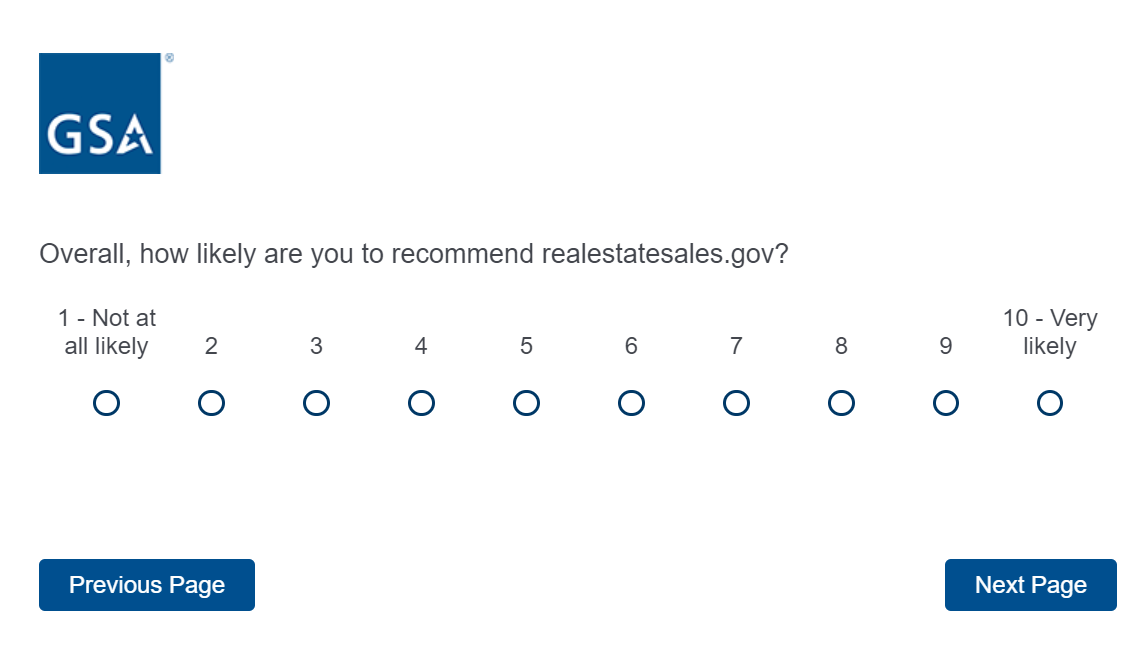 GSA
®
Overall, how likely are you to recommend realestatesales.gov?
1 - Not at all likely
2
3
4
5
6
7
8
9
10 - Very likely
Previous Page
Next Page